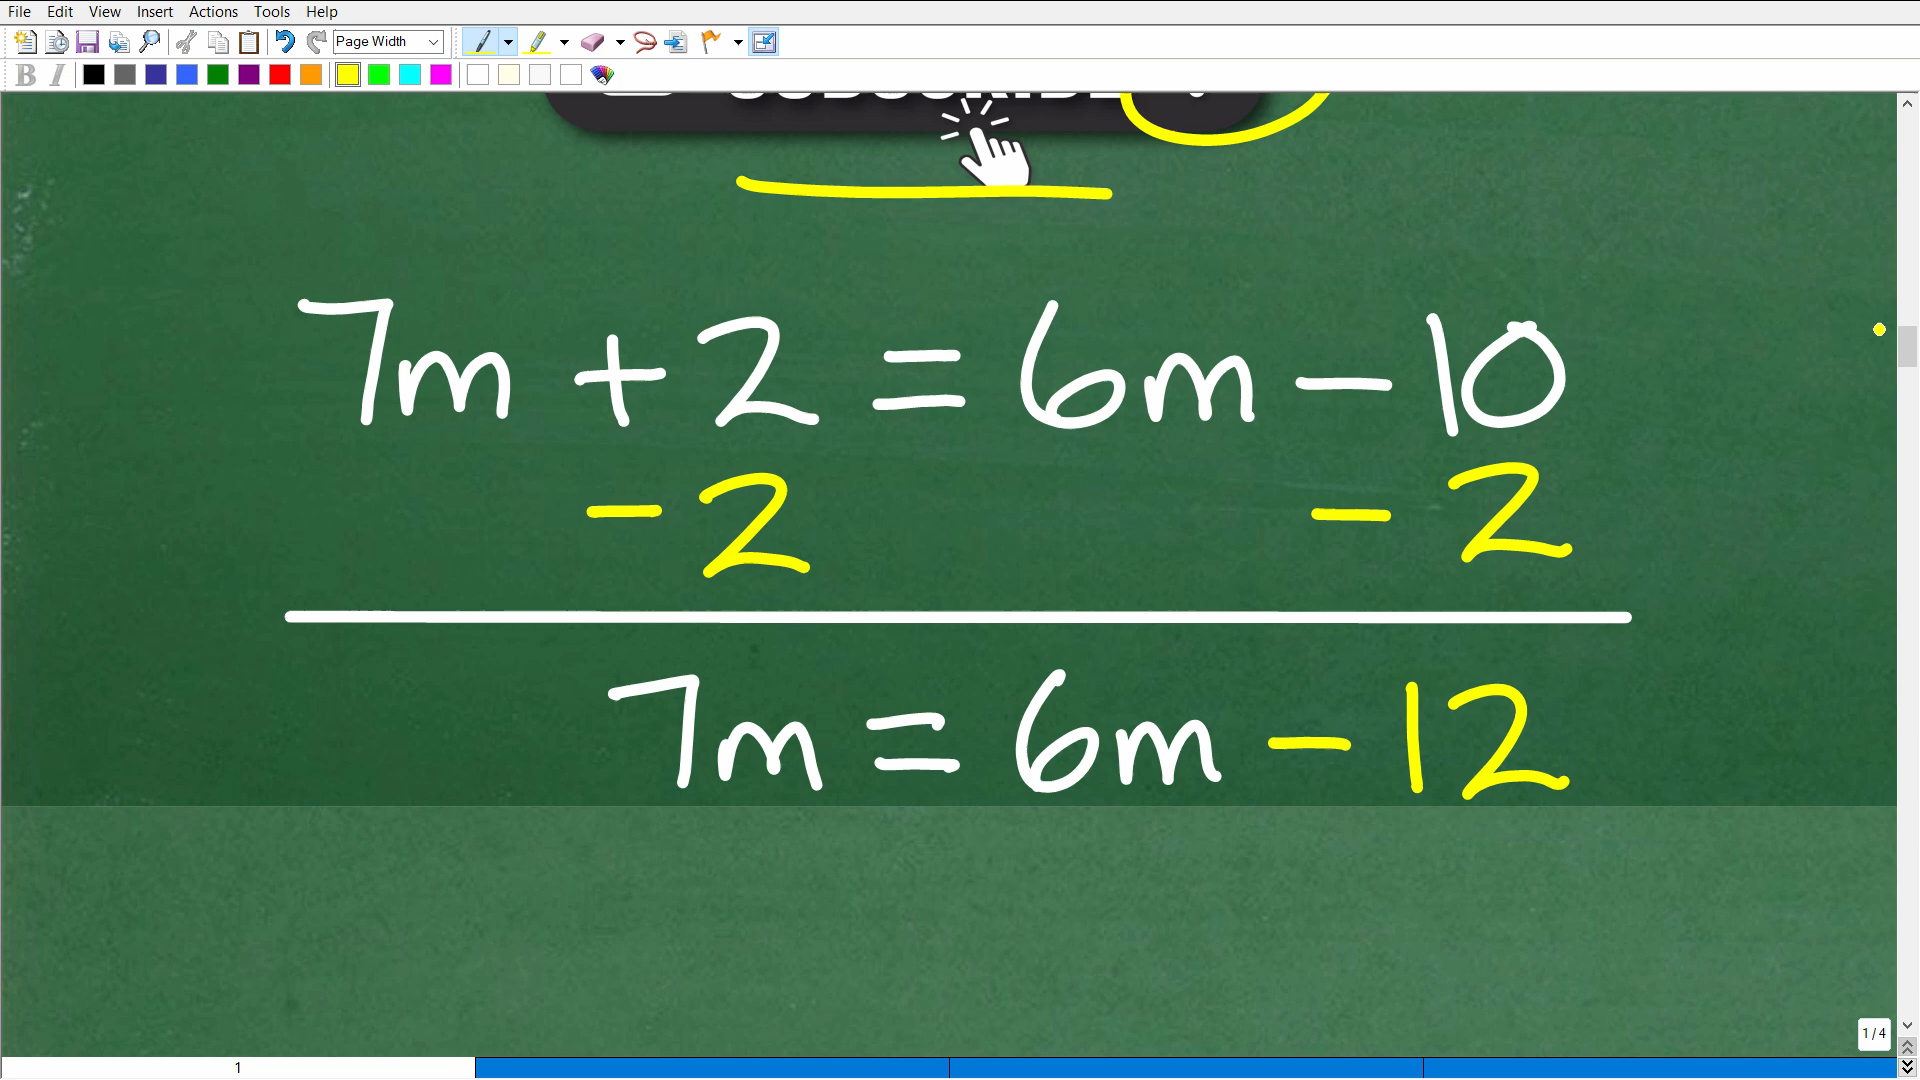 File Edit View Insert Actions Tools Help
Page Width
B I
SUBSCRIBE
7m + 2 = 6m - 10
- 2 - 2
7m = 6m - 12
1 / 4
1